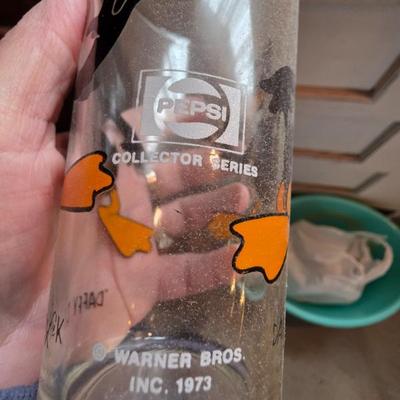 PEPSI
COLLECTOR SERIES
"DAFFY
© WARNER BROS.
INC. 1973